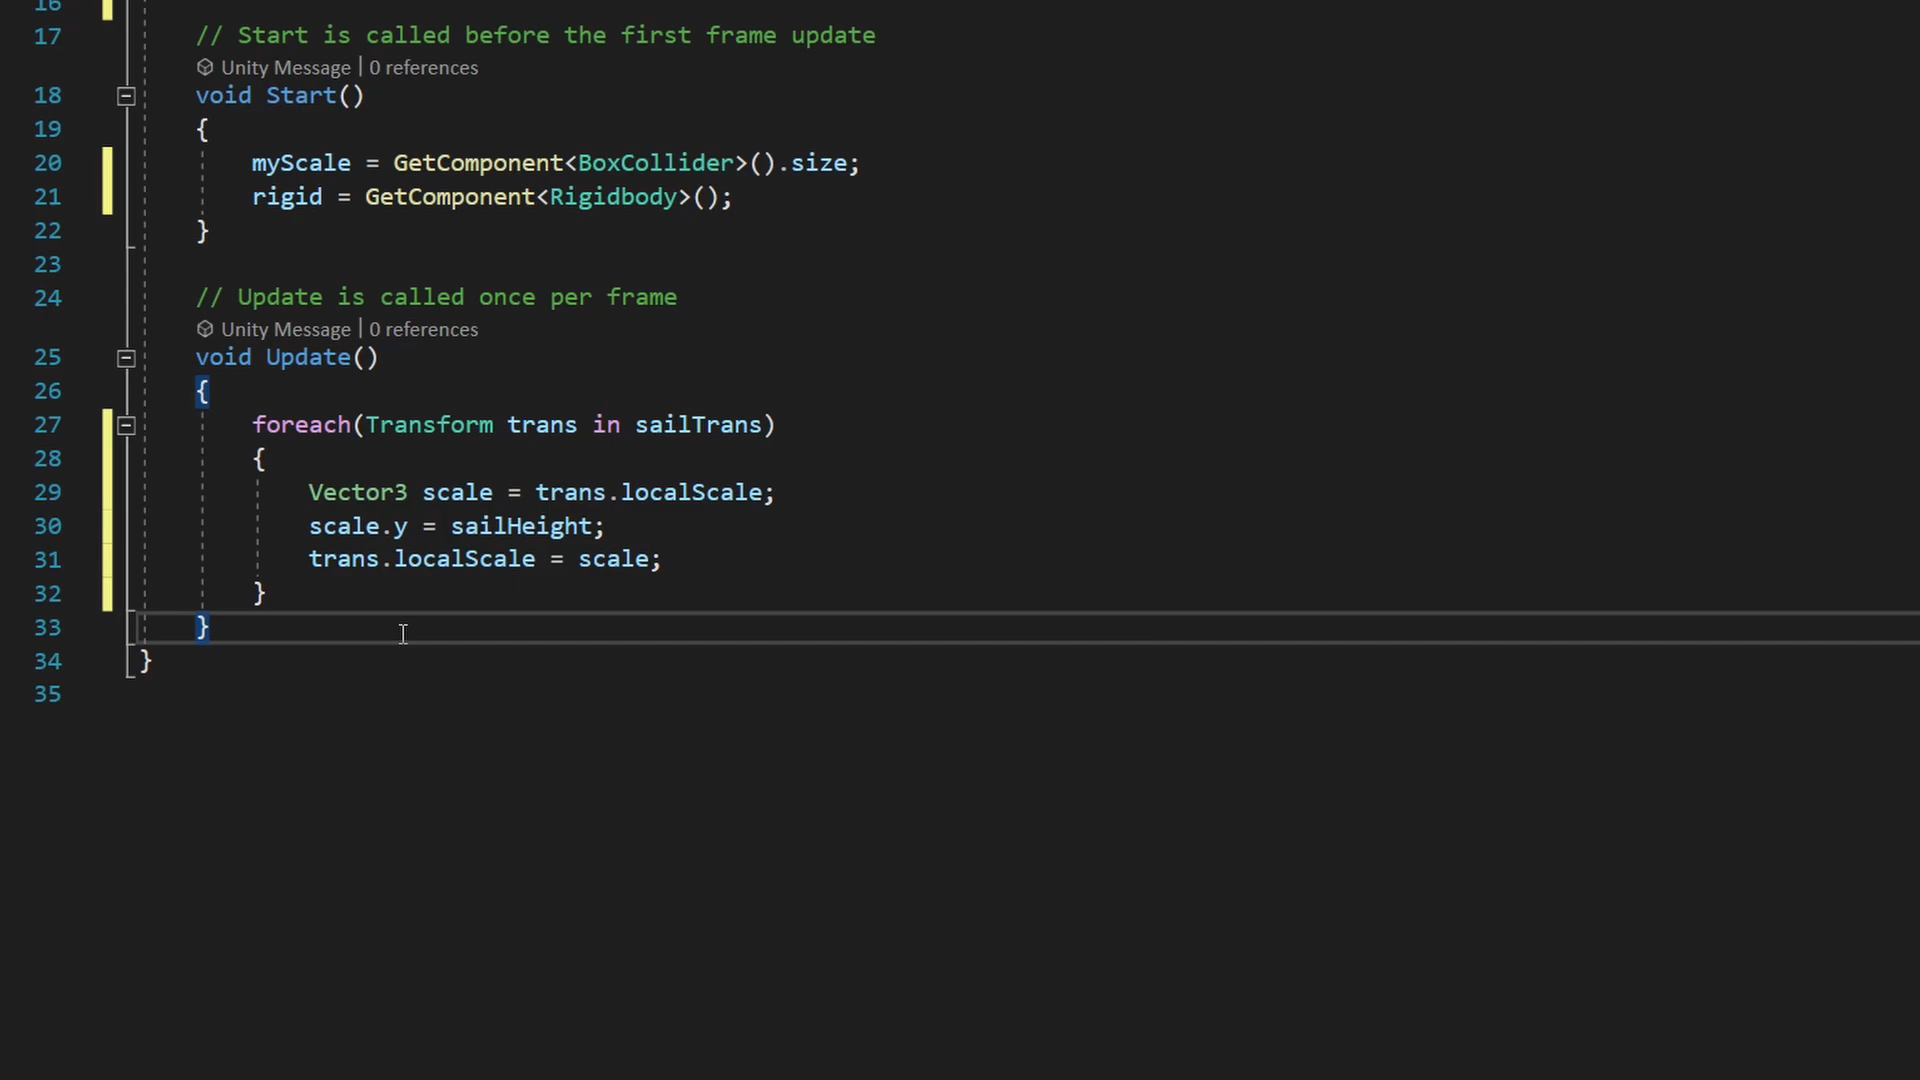 16
17 // Start is called before the first frame update
Unity Message | 0 references
18 void Start()
19 {
20 myScale = GetComponent<BoxCollider>().size;
21 rigid = GetComponent<Rigidbody>();
22 }
23
24 // Update is called once per frame
Unity Message | 0 references
25 void Update()
26 {
27 foreach(Transform trans in sailTrans)
28 {
29 Vector3 scale = trans.localScale;
30 scale.y = sailHeight;
31 trans.localScale = scale;
32 }
33 }
34 }
35